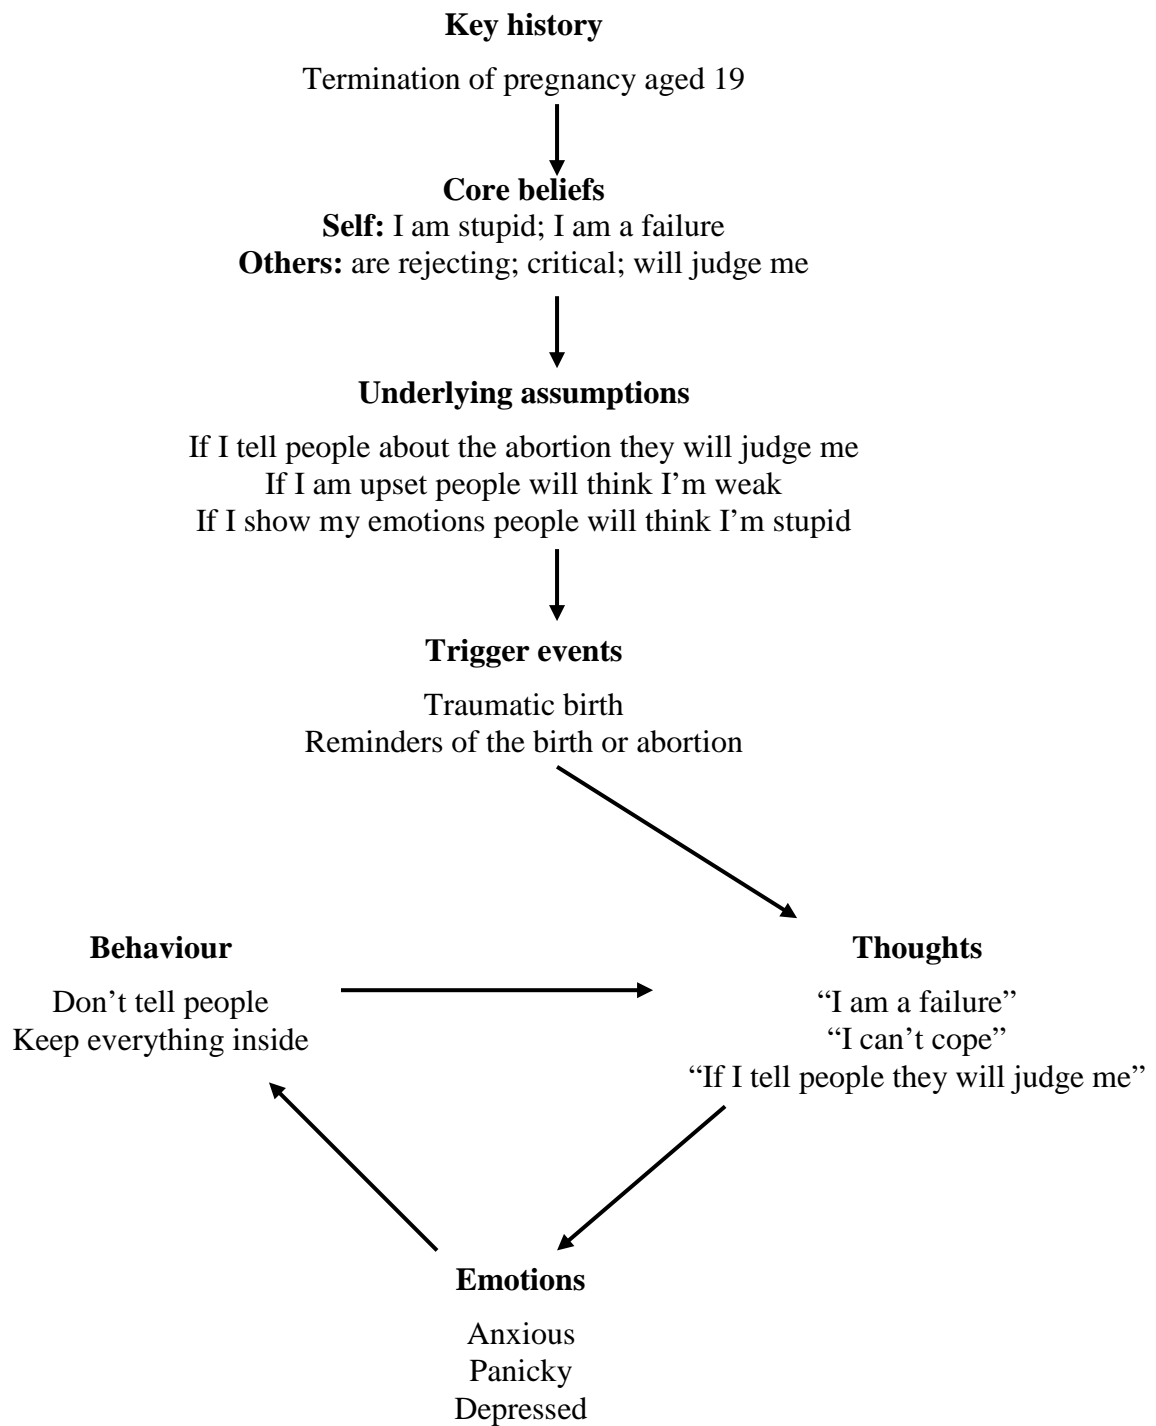 Key history
Termination of pregnancy aged 19
Core beliefs
Self: I am stupid; I am a failure
Others: are rejecting; critical; will judge me
Underlying assumptions
If I tell people about the abortion they will judge me
If I am upset people will think I’m weak
If I show my emotions people will think I’m stupid
Trigger events
Traumatic birth
Reminders of the birth or abortion
Behaviour
Don’t tell people
Keep everything inside
Thoughts
“I am a failure”
“I can’t cope”
“If I tell people they will judge me”
Emotions
Anxious
Panicky
Depressed